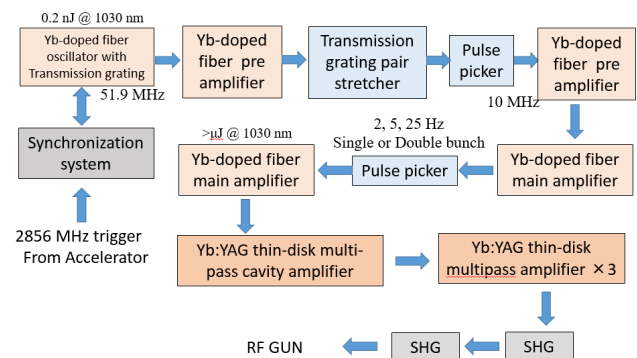 0.2 nJ @ 1030 nm
Yb-doped fiber
oscillator with
Transmission grating
Yb-doped
fiber pre
amplifier
Transmission
grating pair
stretcher
Pulse
picker
Yb-doped
fiber pre
amplifier
51.9 MHz
10 MHz
Synchronization
system
2856 MHz trigger
From Accelerator
>μJ @ 1030 nm
Yb-doped fiber
main amplifier
2, 5, 25 Hz
Single or Double bunch
Pulse picker
Yb-doped fiber
main amplifier
Yb:YAG thin-disk multi-
pass cavity amplifier
Yb:YAG thin-disk
multipass amplifier ×3
RF GUN
SHG
SHG